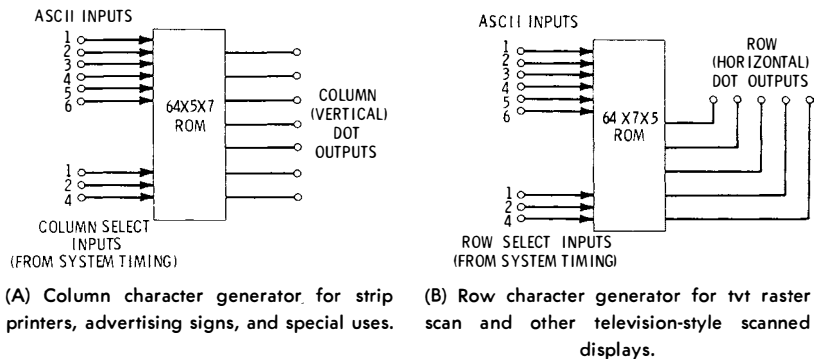 ASCII INPUTS
1
2
3
4
5
6
64X5X7
ROM
COLUMN
(VERTICAL)
DOT
OUTPUTS
1
2
4
COLUMN SELECT
INPUTS
(FROM SYSTEM TIMING)
(A) Column character generator for strip
printers, advertising signs, and special uses.
ASCII INPUTS
1
2
3
4
5
6
64 X7X5
ROM
ROW
(HORIZONTAL)
DOT OUTPUTS
1
2
4
ROW SELECT INPUTS
(FROM SYSTEM TIMING)
(B) Row character generator for tvt raster
scan and other television-style scanned
displays.